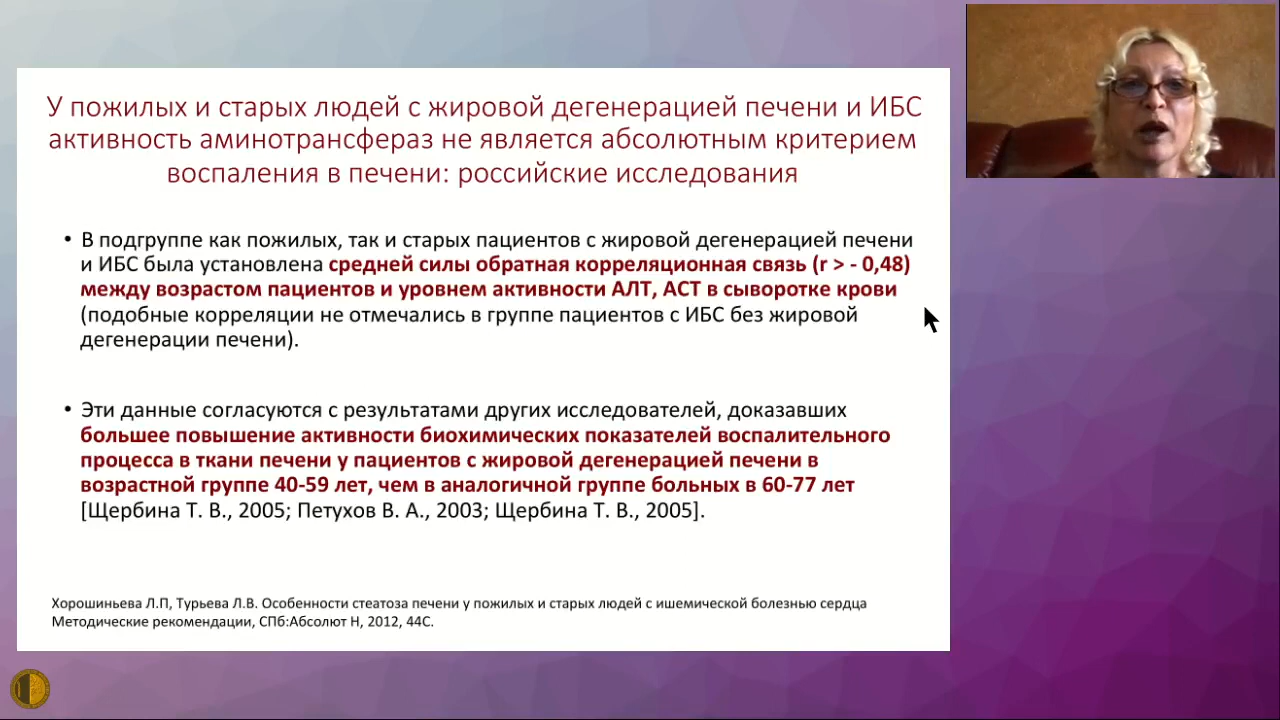 У пожилых и старых людей с жировой дегенерацией печени и ИБС
активность аминотрансфераз не является абсолютным критерием
воспаления в печени: российские исследования
• В подгруппе как пожилых, так и старых пациентов с жировой дегенерацией печени
и ИБС была установлена средней силы обратная корреляционная связь (r > - 0,48)
между возрастом пациентов и уровнем активности АЛТ, АСТ в сыворотке крови
(подобные корреляции не отмечались в группе пациентов с ИБС без жировой
дегенерации печени).
• Эти данные согласуются с результатами других исследователей, доказавших
большее повышение активности биохимических показателей воспалительного
процесса в ткани печени у пациентов с жировой дегенерацией печени в
возрастной группе 40-59 лет, чем в аналогичной группе больных в 60-77 лет
[Щербина Т. В., 2005; Петухов В. А., 2003; Щербина Т. В., 2005].
Хорошиньева Л.П, Турьева Л.В. Особенности стеатоза печени у пожилых и старых людей с ишемической болезнью сердца
Методические рекомендации, СПб:Абсолют Н, 2012, 44С.